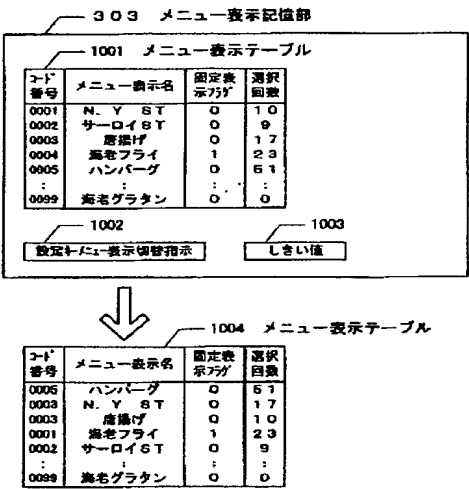 303 メニュー表示記憶部
1001 メニュー表示テーブル
コード番号 メニュー表示名 固定表示フラグ 選択回数
0001 N. Y ST 0 10
0002 サーロイST 0 9
0003 唐揚げ 0 17
0004 海老フライ 1 23
0005 ハンバーグ 0 51
: : : :
0099 海老グラタン 0 0
1002 1003
設定キーメニュー表示切替指示 しきい値
1004 メニュー表示テーブル
コード番号 メニュー表示名 固定表示フラグ 選択回数
0005 ハンバーグ 0 51
0003 N. Y ST 0 17
0003 唐揚げ 0 10
0001 海老フライ 1 23
0002 サーロイST 0 9
: : : :
0099 海老グラタン 0 0